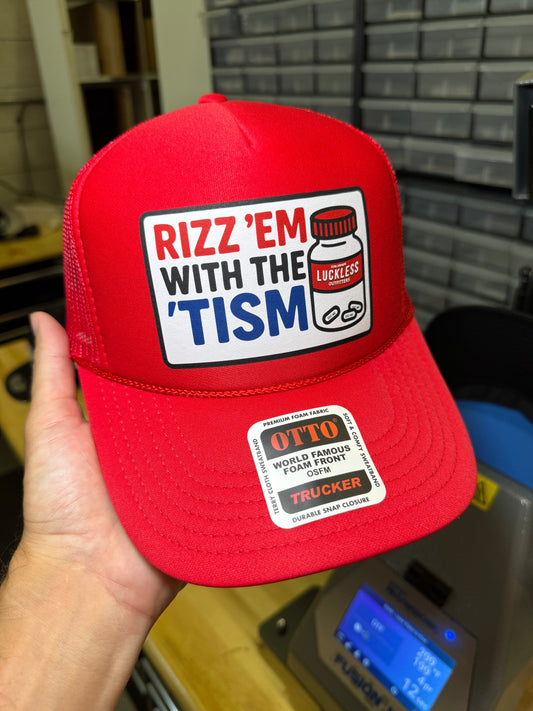 RIZZ 'EM
WITH THE
'TISM
LUCKLESS
OUTFITTERS
PREMIUM FOAM FABRIC
SOFT & COMFY SWEATBAND
TERRY CLOTH SWEATBAND
OTTO
WORLD FAMOUS
FOAM FRONT
OSFM
TRUCKER
DURABLE SNAP CLOSURE
FUSION